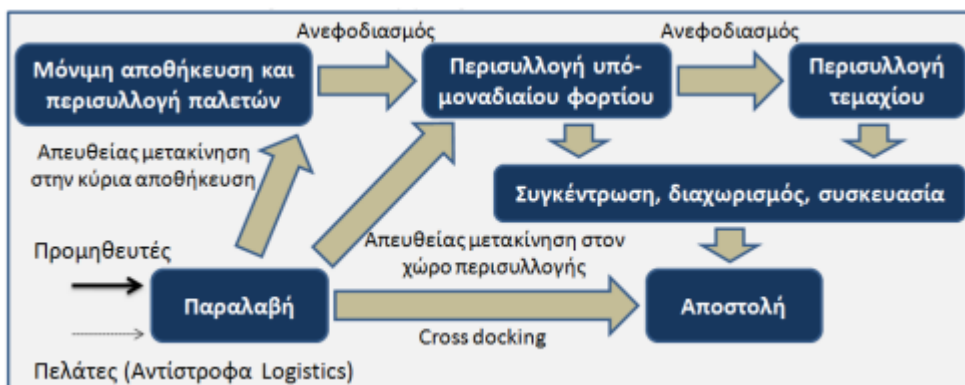 Ανεφοδιασμός
Ανεφοδιασμός
Μόνιμη αποθήκευση και
περισυλλογή παλετών
Περισυλλογή υπό-
μοναδιαίου φορτίου
Περισυλλογή
τεμαχίου
Απευθείας μετακίνηση
στην κύρια αποθήκευση
Συγκέντρωση, διαχωρισμός, συσκευασία
Προμηθευτές
Απευθείας μετακίνηση στον
χώρο περισυλλογής
Παραλαβή
Αποστολή
Cross docking
Πελάτες (Αντίστροφα Logistics)